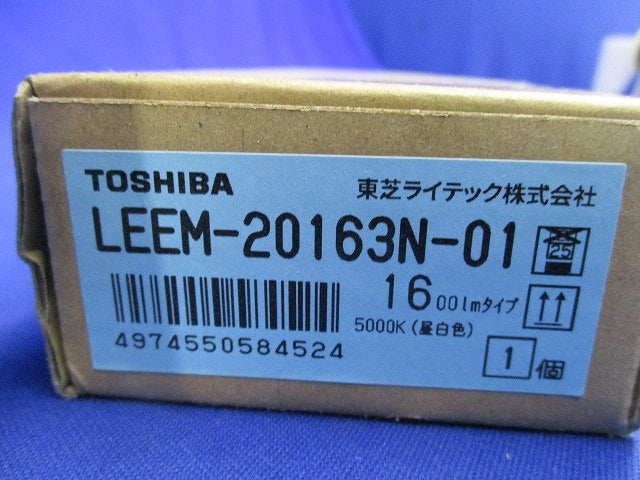 TOSHIBA 東芝ライテック株式会社
LEEM-20163N-01
25
1600lmタイプ
5000K(昼白色)
4974550584524
1個